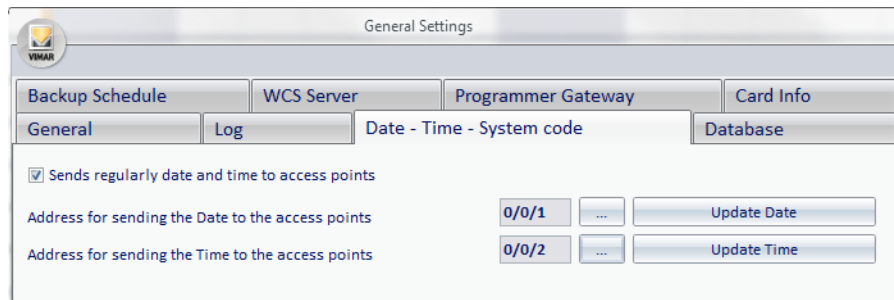 General Settings
VIMAR
Backup Schedule WCS Server Programmer Gateway Card Info
General Log Date - Time - System code Database
Sends regularly date and time to access points
Address for sending the Date to the access points 0/0/1 ... Update Date
Address for sending the Time to the access points 0/0/2 ... Update Time